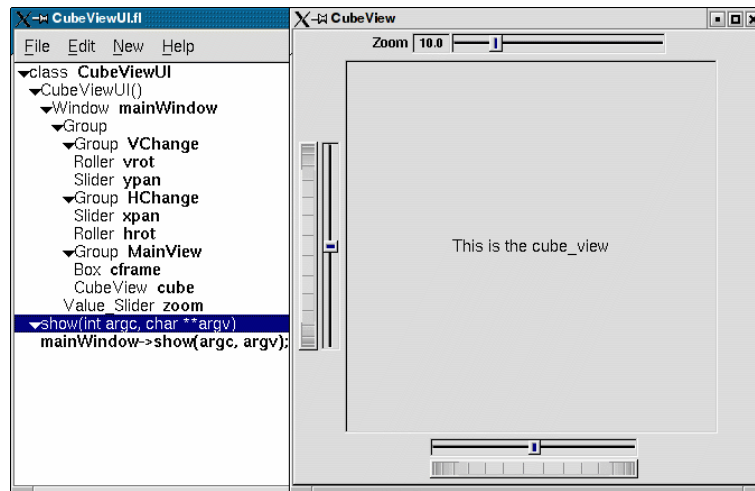 CubeViewUI.fl
File Edit New Help
class CubeViewUI
CubeViewUI()
Window mainWindow
Group
Group VChange
Roller vrot
Slider ypan
Group HChange
Slider xpan
Roller hrot
Group MainView
Box cframe
CubeView cube
Value_Slider zoom
show(int argc, char **argv)
mainWindow->show(argc, argv);
CubeView
Zoom 10.0
This is the cube_view